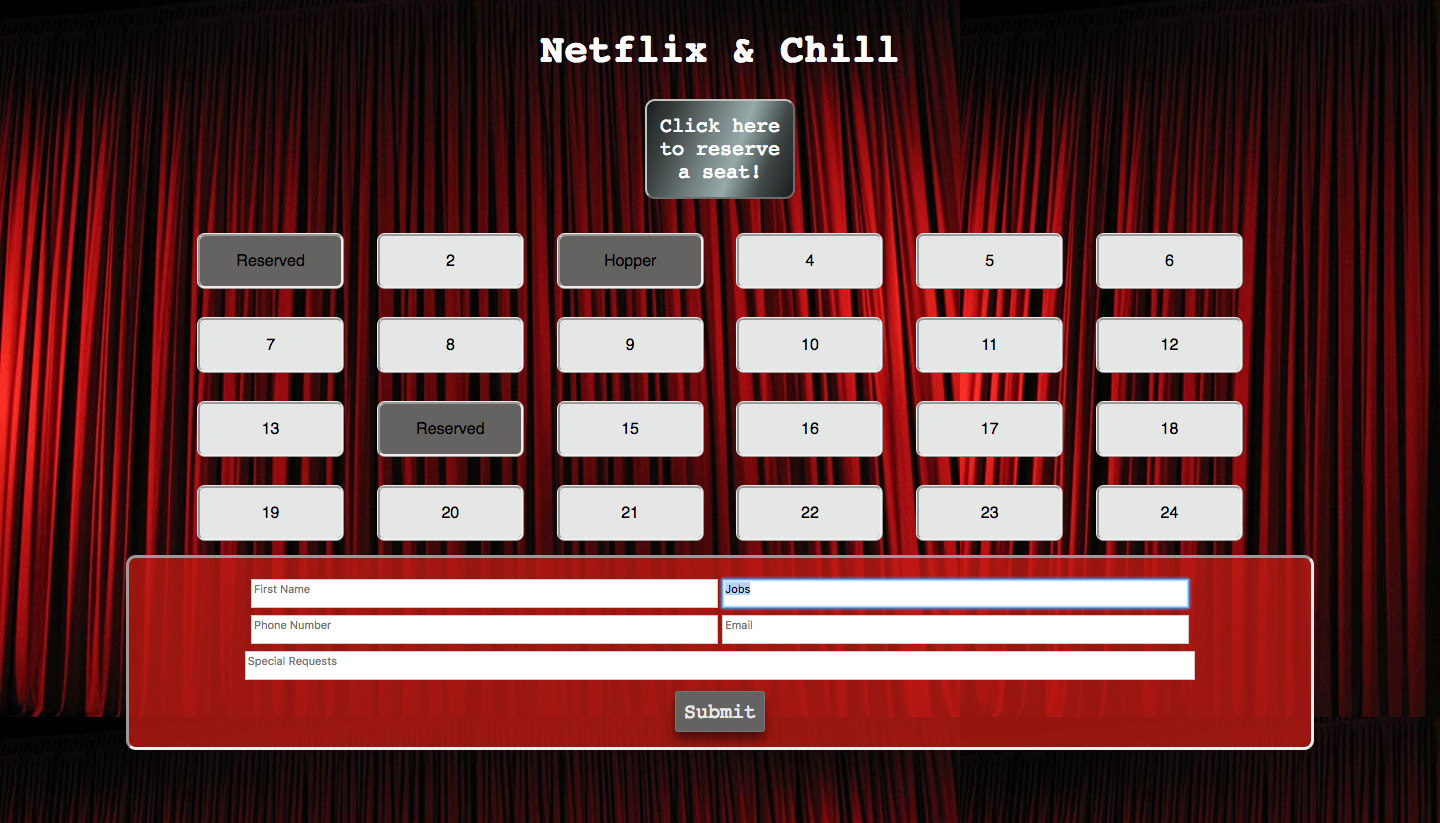 Netflix & Chill
Click here
to reserve
a seat!
Reserved 2 Hopper 4 5 6
7 8 9 10 11 12
13 Reserved 15 16 17 18
19 20 21 22 23 24
First Name Jobs
Phone Number Email
Special Requests
Submit